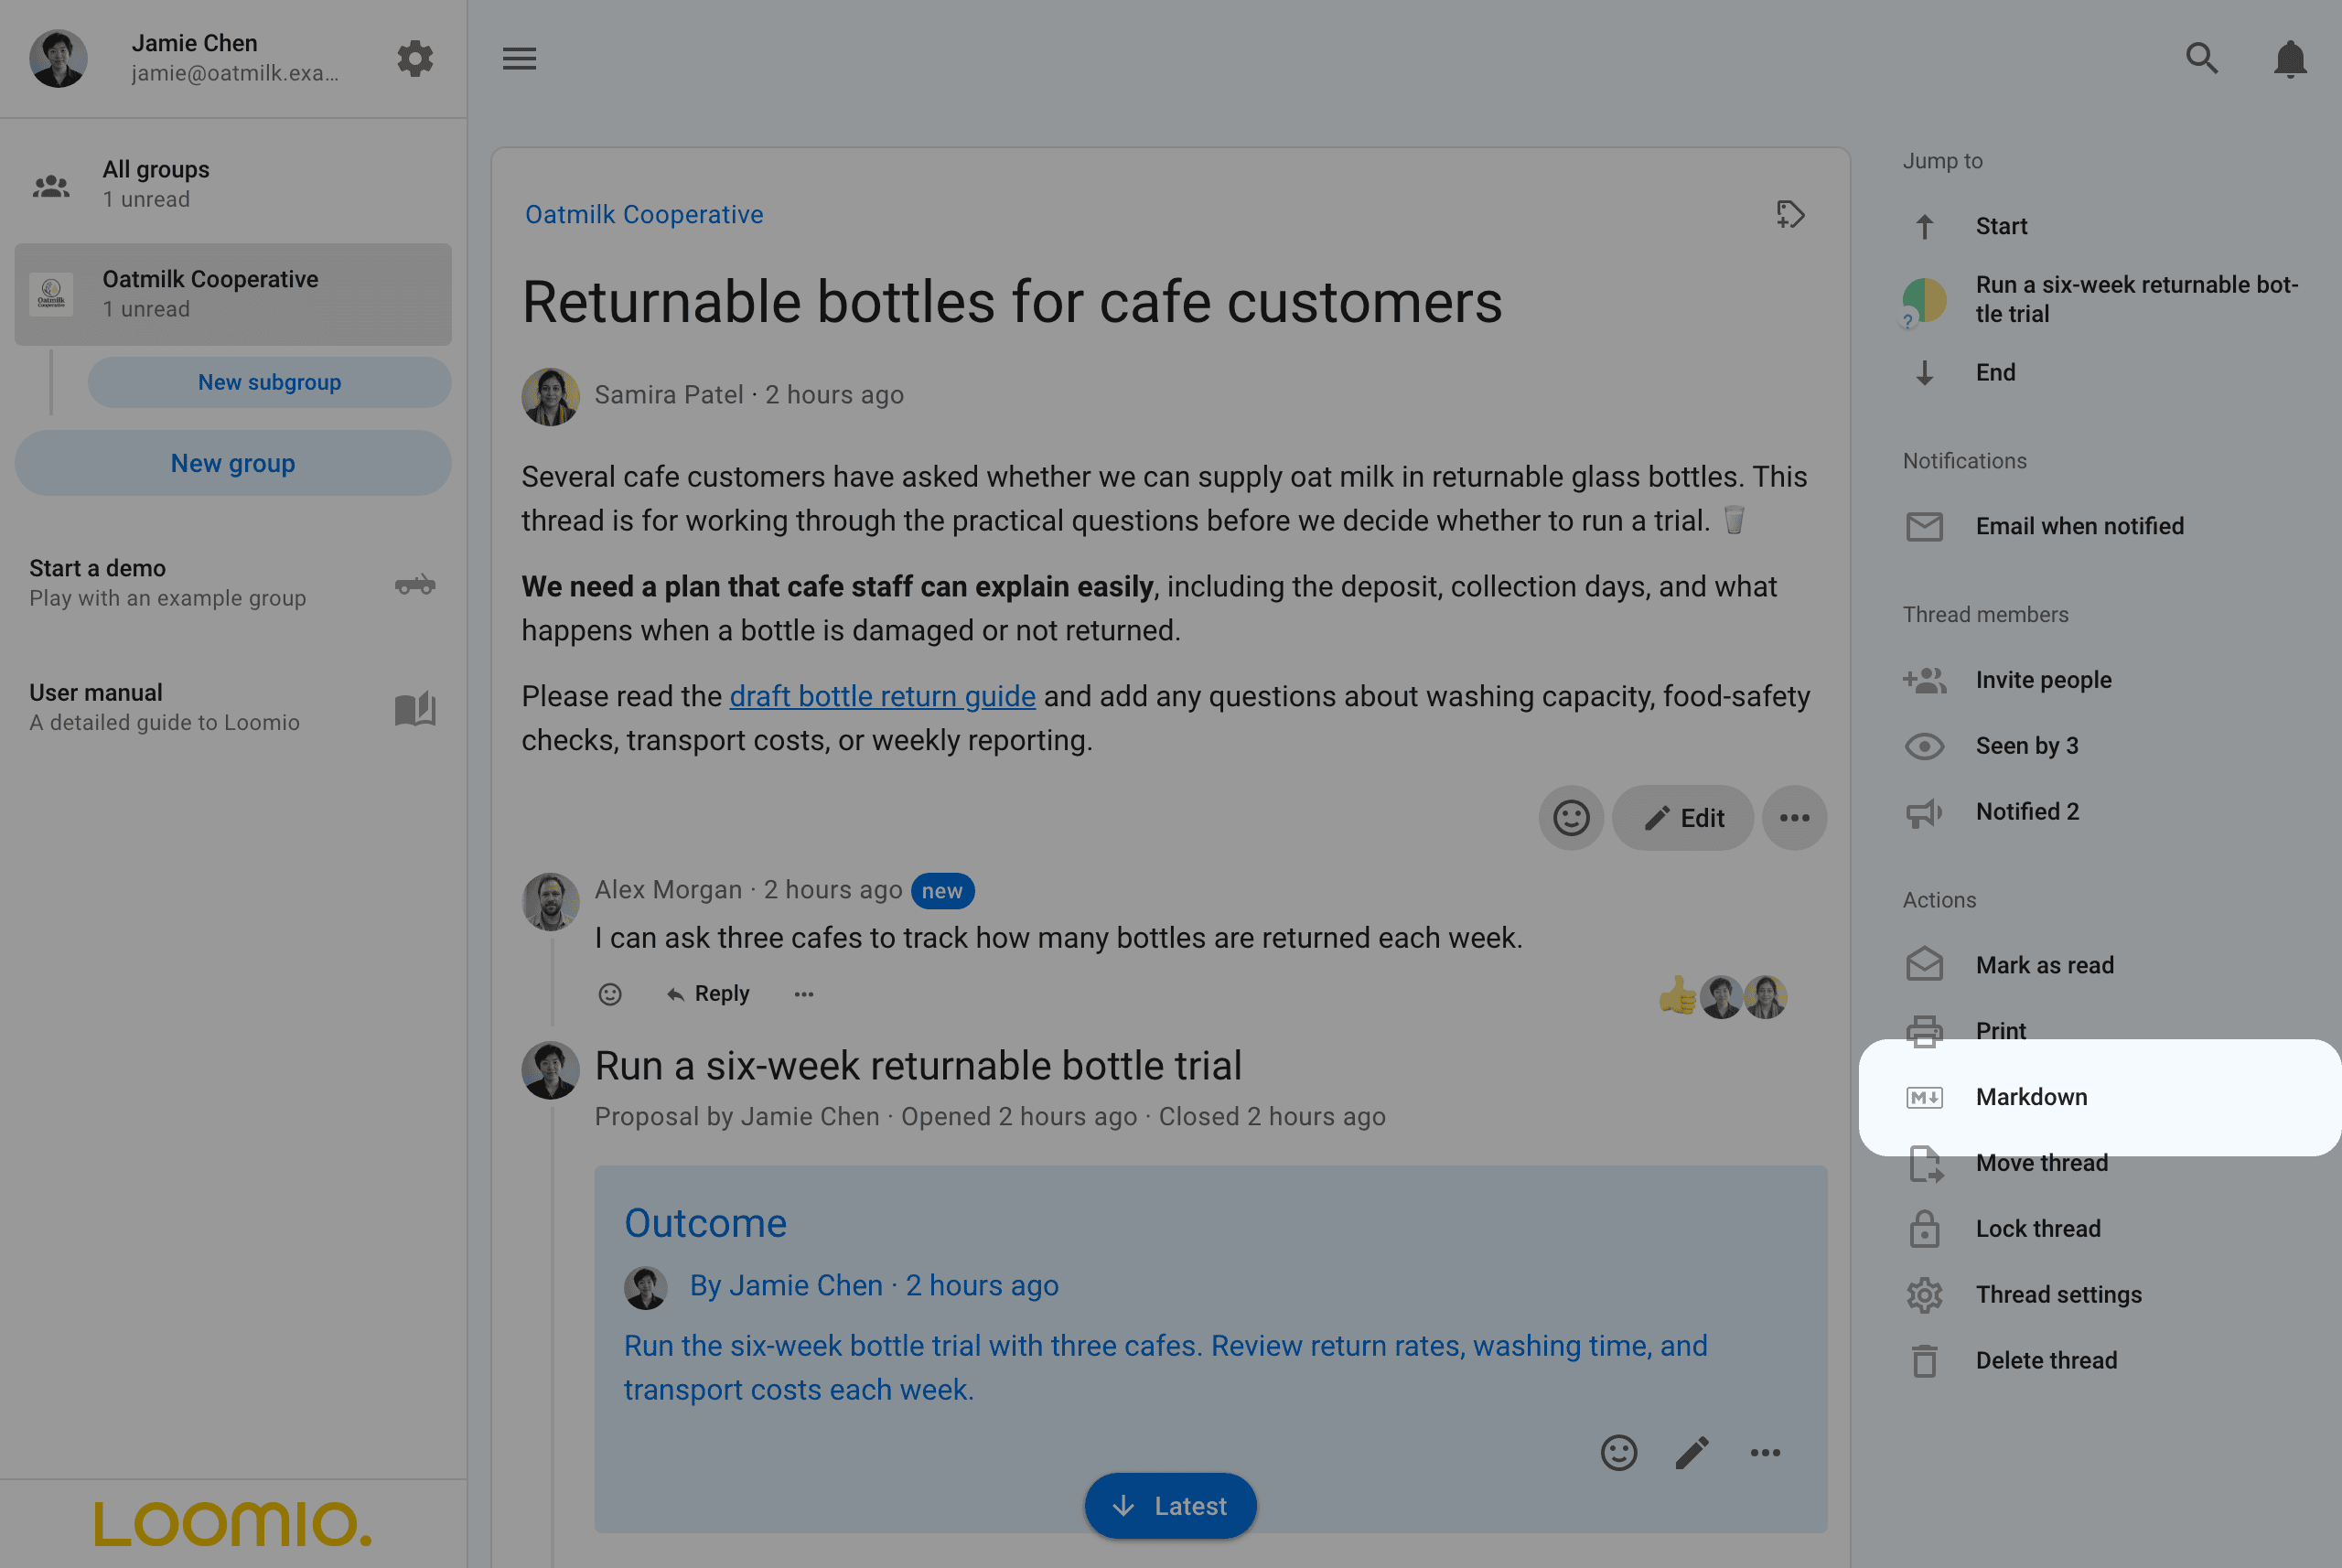 Jamie Chen
jamie@oatmilk.exa...
All groups
1 unread
Oatmilk Cooperative
Oatmilk Cooperative
1 unread
New subgroup
New group
Start a demo
Play with an example group
User manual
A detailed guide to Loomio
LOOMIO.
Oatmilk Cooperative
Returnable bottles for cafe customers
Samira Patel · 2 hours ago
Several cafe customers have asked whether we can supply oat milk in returnable glass bottles. This
thread is for working through the practical questions before we decide whether to run a trial. 🥛
We need a plan that cafe staff can explain easily, including the deposit, collection days, and what
happens when a bottle is damaged or not returned.
Please read the draft bottle return guide and add any questions about washing capacity, food-safety
checks, transport costs, or weekly reporting.
Edit
Alex Morgan · 2 hours ago new
I can ask three cafes to track how many bottles are returned each week.
Reply
Run a six-week returnable bottle trial
Proposal by Jamie Chen · Opened 2 hours ago · Closed 2 hours ago
Outcome
By Jamie Chen · 2 hours ago
Run the six-week bottle trial with three cafes. Review return rates, washing time, and
transport costs each week.
Latest
Jump to
Start
?
Run a six-week returnable bot-
tle trial
End
Notifications
Email when notified
Thread members
Invite people
Seen by 3
Notified 2
Actions
Mark as read
Print
M
Markdown
Move thread
Lock thread
Thread settings
Delete thread